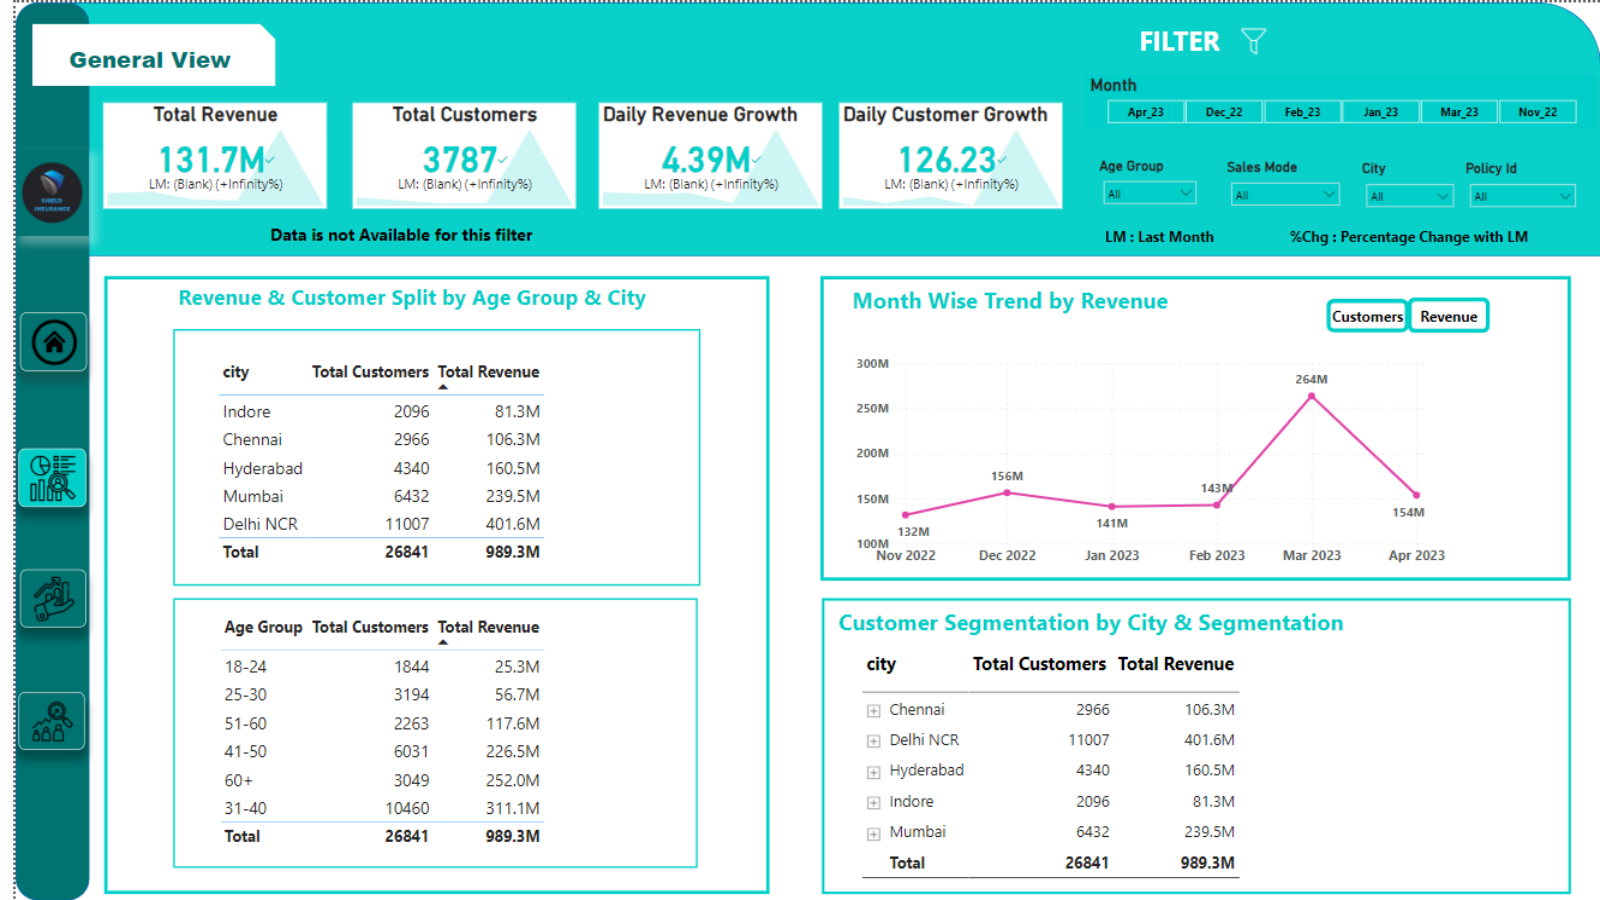 General View
FILTER
Month
Apr_23 Dec_22 Feb_23 Jan_23 Mar_23 Nov_22
Total Revenue
131.7M
LM: (Blank) (+Infinity%)
Total Customers
3787
LM: (Blank) (+Infinity%)
Daily Revenue Growth
4.39M
LM: (Blank) (+Infinity%)
Daily Customer Growth
126.23
LM: (Blank) (+Infinity%)
Age Group Sales Mode City Policy Id
All All All All
SHIELD
INSURANCE
Data is not Available for this filter
LM : Last Month %Chg : Percentage Change with LM
Revenue & Customer Split by Age Group & City
city Total Customers Total Revenue
Indore 2096 81.3M
Chennai 2966 106.3M
Hyderabad 4340 160.5M
Mumbai 6432 239.5M
Delhi NCR 11007 401.6M
Total 26841 989.3M
Age Group Total Customers Total Revenue
18-24 1844 25.3M
25-30 3194 56.7M
51-60 2263 117.6M
41-50 6031 226.5M
60+ 3049 252.0M
31-40 10460 311.1M
Total 26841 989.3M
Month Wise Trend by Revenue
Customers Revenue
300M
250M
200M
150M
100M
132M
156M
141M
143M
264M
154M
Nov 2022 Dec 2022 Jan 2023 Feb 2023 Mar 2023 Apr 2023
Customer Segmentation by City & Segmentation
city Total Customers Total Revenue
Chennai 2966 106.3M
Delhi NCR 11007 401.6M
Hyderabad 4340 160.5M
Indore 2096 81.3M
Mumbai 6432 239.5M
Total 26841 989.3M